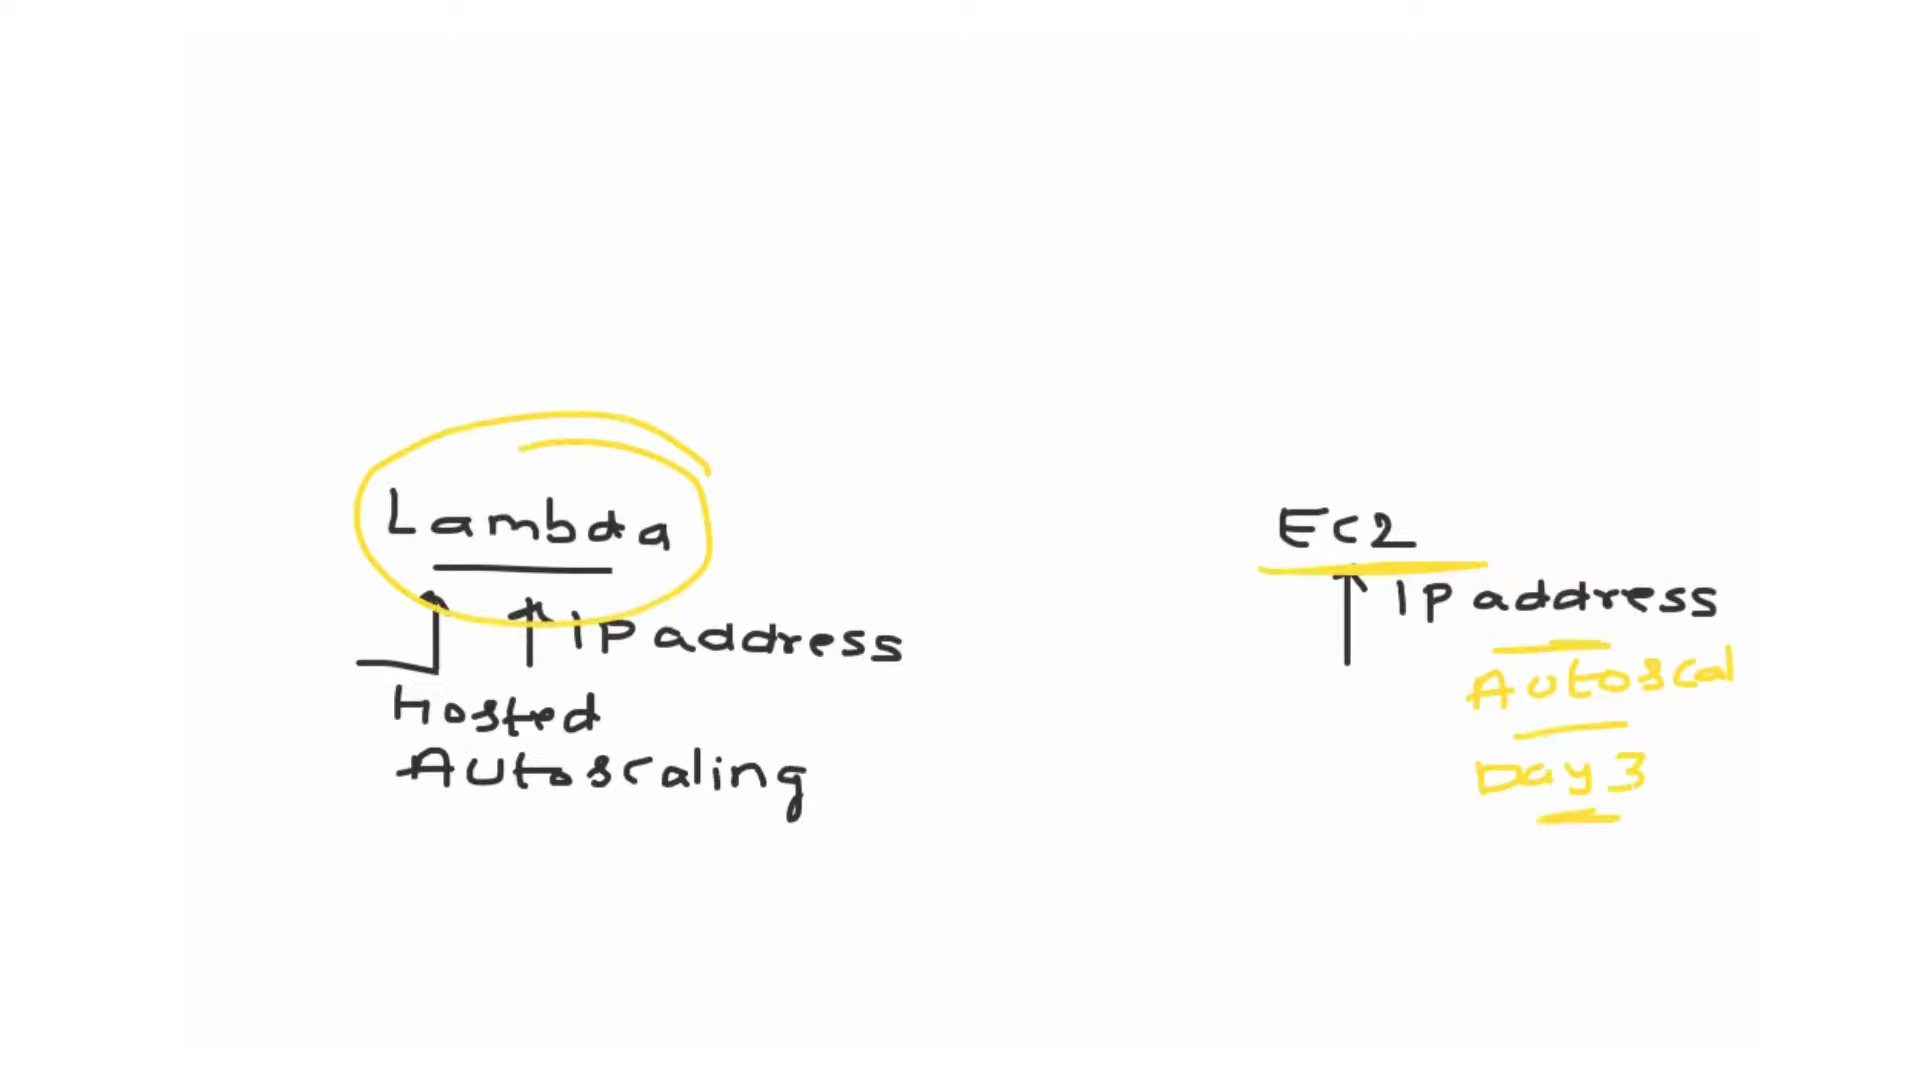 Lambda
IP address
Hosted
Autoscaling
EC2
IP address
Autoscal
Day 3